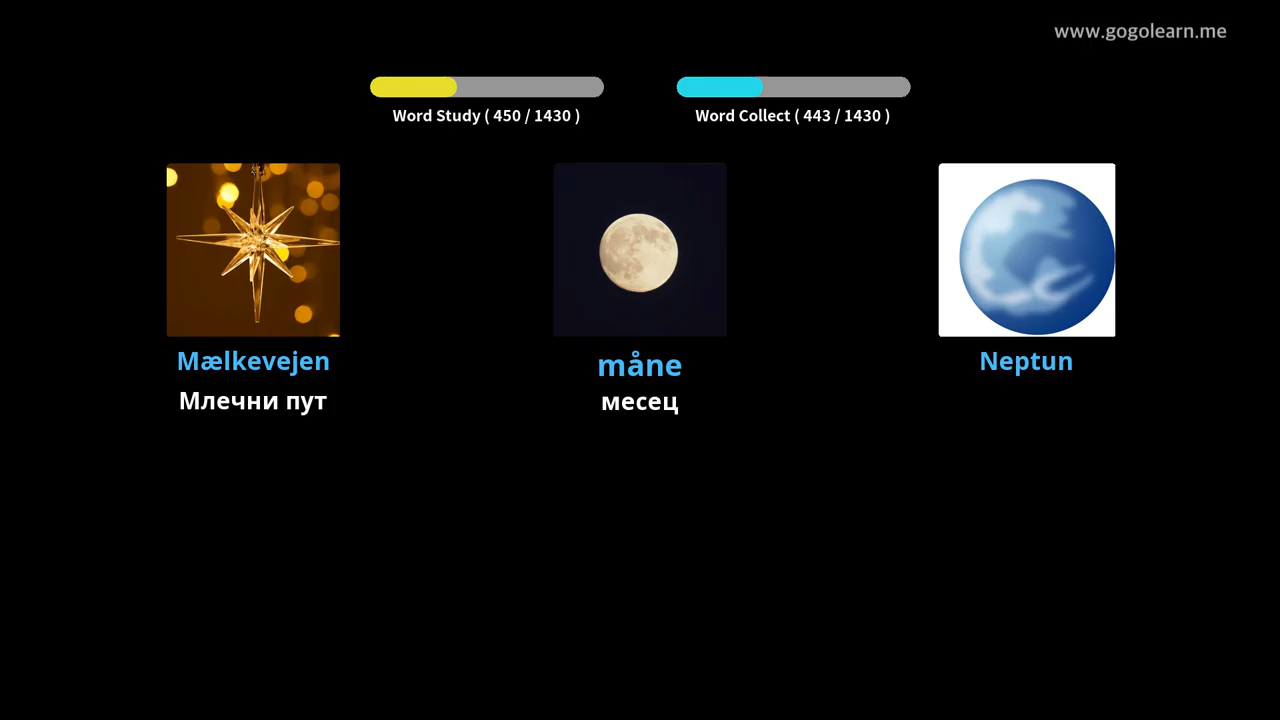 www.gogolearn.me
Word Study ( 450 / 1430 )
Word Collect ( 443 / 1430 )
Mælkevejen
Млечни пут
måne
месец
Neptun